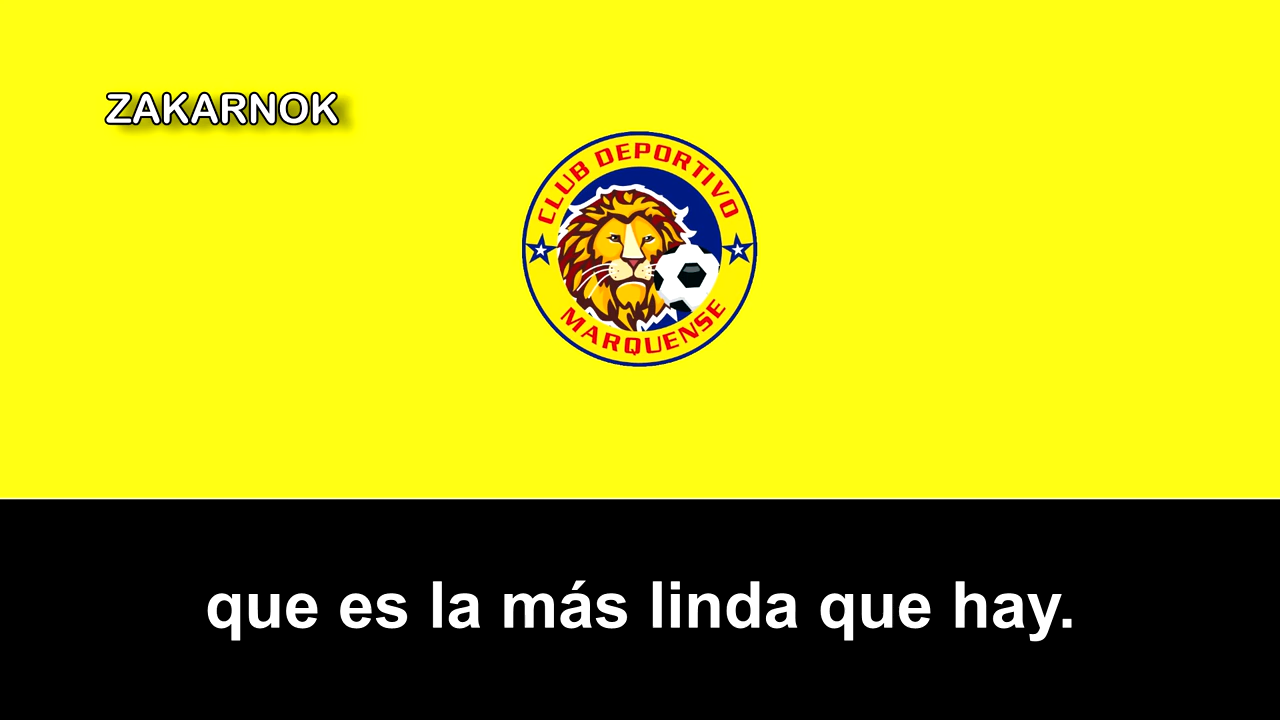 ZAKARNOK
CLUB DEPORTIVO
MARQUENSE
que es la más linda que hay.